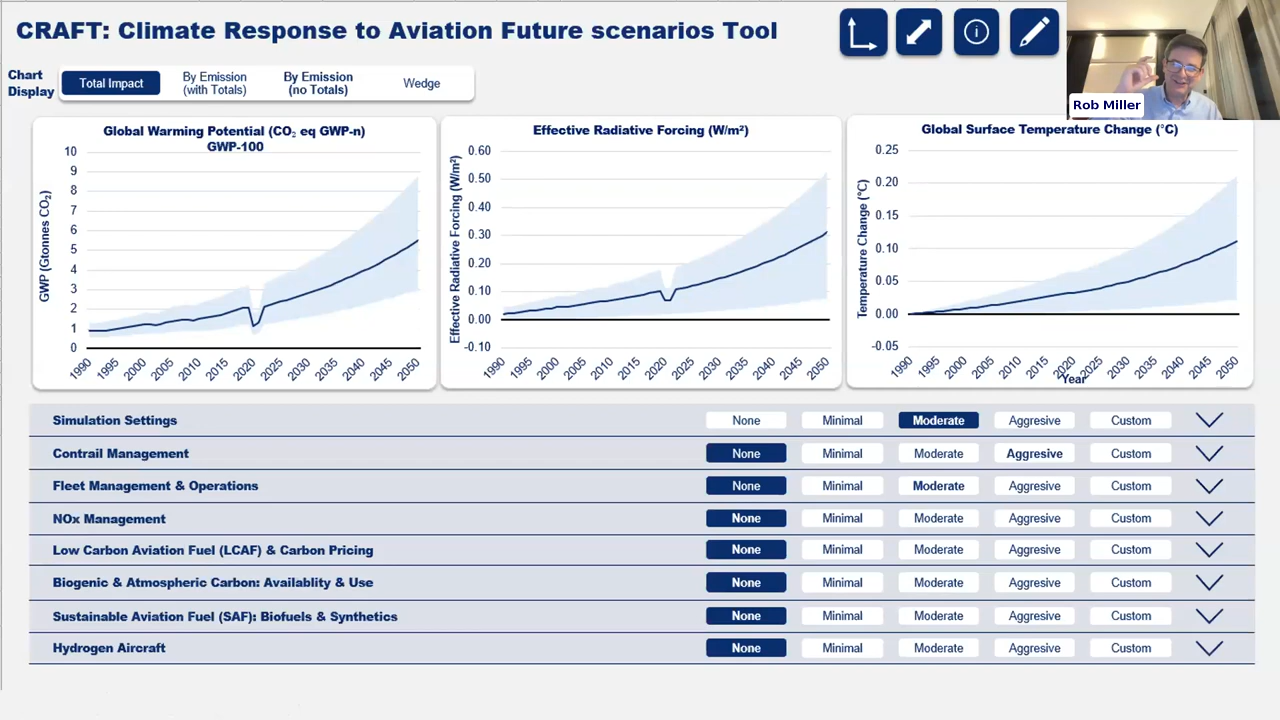 CRAFT: Climate Response to Aviation Future scenarios Tool
Rob Miller
Chart
Display
Total Impact
By Emission
(with Totals)
By Emission
(no Totals)
Wedge
Global Warming Potential (CO₂ eq GWP-n)
GWP-100
GWP (Gtonnes CO₂)
10
9
8
7
6
5
4
3
2
1
0
1990 1995 2000 2005 2010 2015 2020 2025 2030 2035 2040 2045 2050
Effective Radiative Forcing (W/m²)
Effective Radiative Forcing (W/m²)
0.60
0.50
0.40
0.30
0.20
0.10
0.00
-0.10
1990 1995 2000 2005 2010 2015 2020 2025 2030 2035 2040 2045 2050
Global Surface Temperature Change (°C)
Temperature Change (°C)
0.25
0.20
0.15
0.10
0.05
0.00
-0.05
1990 1995 2000 2005 2010 2015 2020 2025 2030 2035 2040 2045 2050
Year
Simulation Settings None Minimal Moderate Aggresive Custom
Contrail Management None Minimal Moderate Aggresive Custom
Fleet Management & Operations None Minimal Moderate Aggresive Custom
NOx Management None Minimal Moderate Aggresive Custom
Low Carbon Aviation Fuel (LCAF) & Carbon Pricing None Minimal Moderate Aggresive Custom
Biogenic & Atmospheric Carbon: Availablity & Use None Minimal Moderate Aggresive Custom
Sustainable Aviation Fuel (SAF): Biofuels & Synthetics None Minimal Moderate Aggresive Custom
Hydrogen Aircraft None Minimal Moderate Aggresive Custom